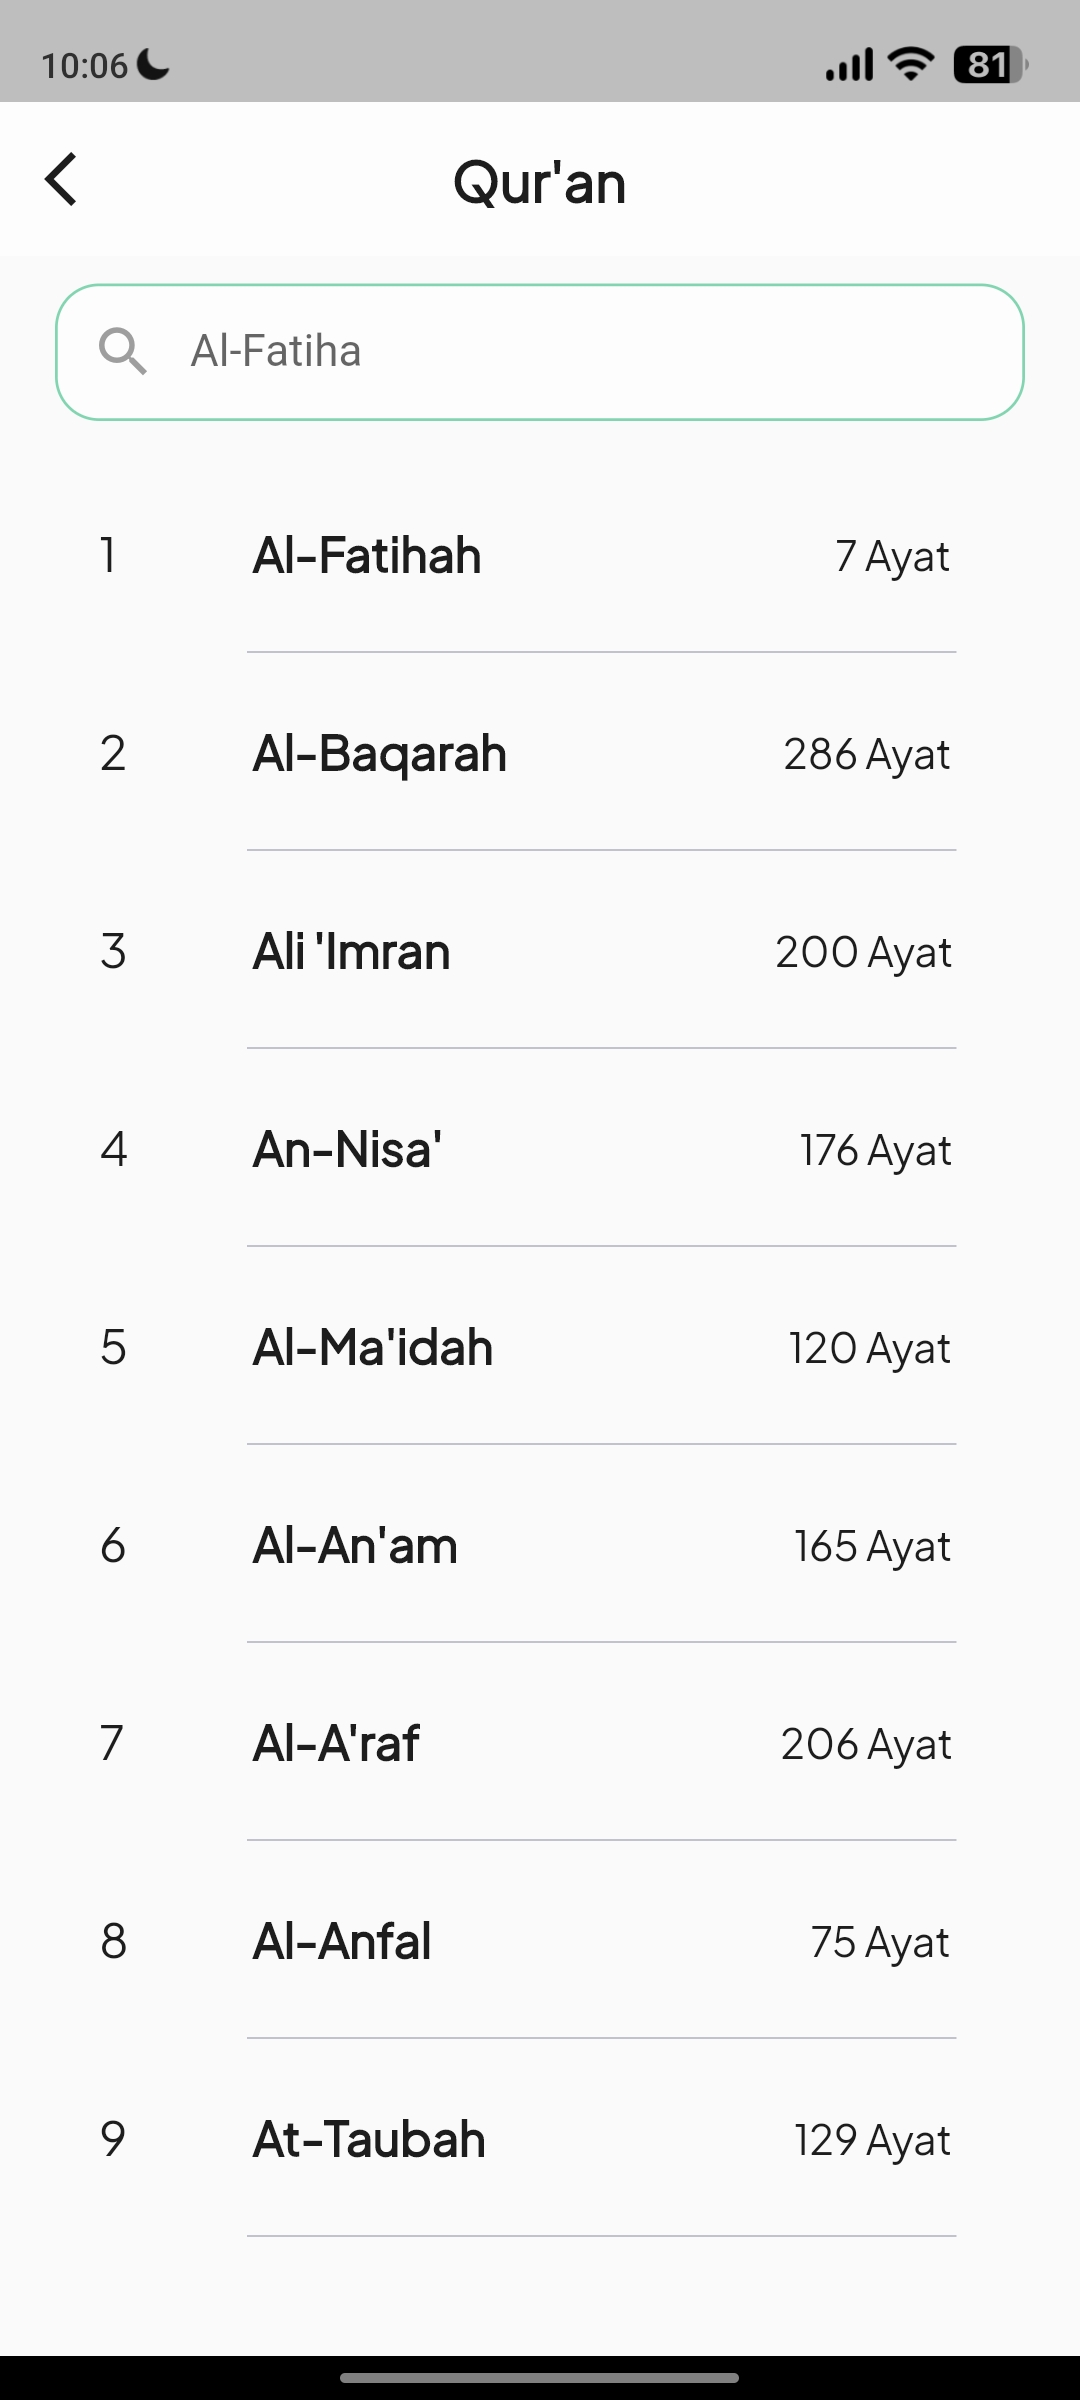 10:06
81
Qur'an
Al-Fatiha
1 Al-Fatihah 7 Ayat
2 Al-Baqarah 286 Ayat
3 Ali 'Imran 200 Ayat
4 An-Nisa' 176 Ayat
5 Al-Ma'idah 120 Ayat
6 Al-An'am 165 Ayat
7 Al-A'raf 206 Ayat
8 Al-Anfal 75 Ayat
9 At-Taubah 129 Ayat